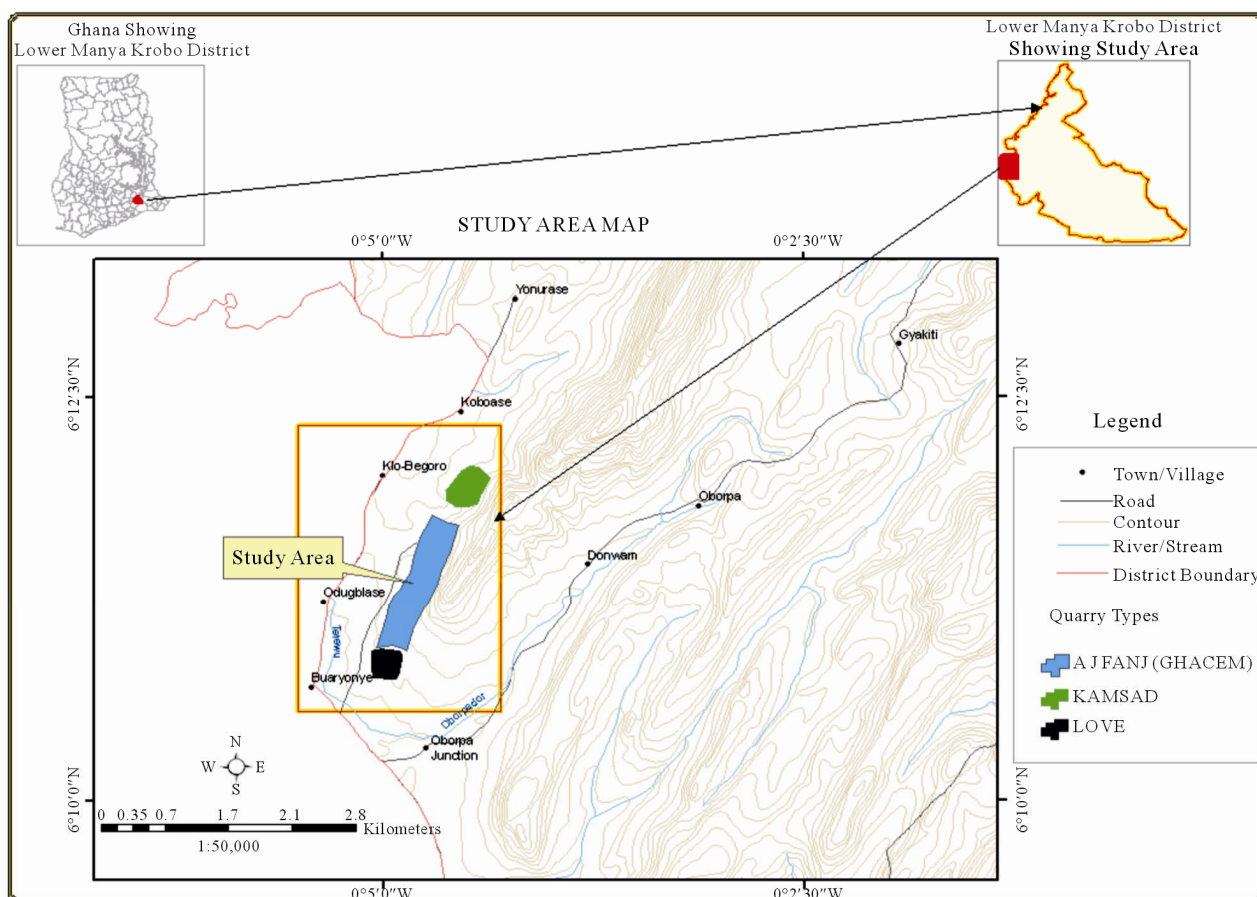 Ghana Showing
Lower Manya Krobo District
Lower Manya Krobo District
Showing Study Area
STUDY AREA MAP
0°5′0″W
0°2′30″W
6°12′30″N
6°12′30″N
Yonurase
Gyakiti
Koboase
Klo-Begoro
Oborpa
Donwam
Study Area
Odugblase
Terewu
Buaryonye
Oborpa
Junction
N
W E
S
6°10′0″N
6°10′0″N
0 0.35 0.7 1.7 2.1 2.8
Kilometers
1:50,000
0°5′0″W
0°2′30″W
Legend
Town/Village
Road
Contour
River/Stream
District Boundary
Quarry Types
AJFANJ (GHACEM)
KAMSAD
LOVE